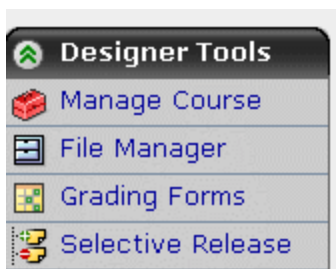 Designer Tools
Manage Course
File Manager
Grading Forms
Selective Release